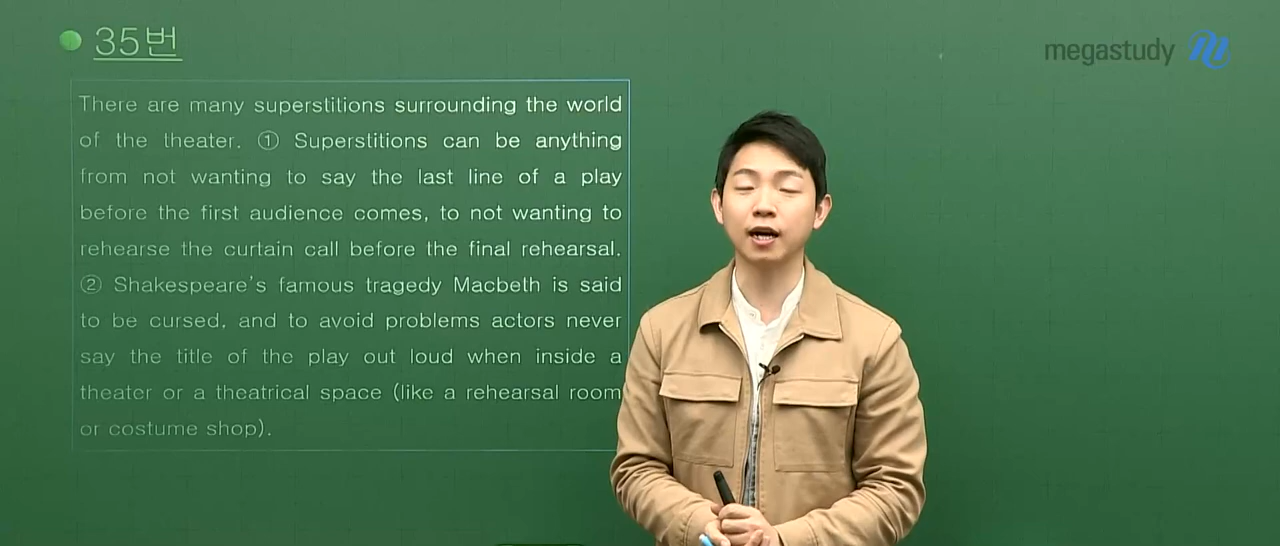 35번
megastudy
There are many superstitions surrounding the world
of the theater. ① Superstitions can be anything
from not wanting to say the last line of a play
before the first audience comes, to not wanting to
rehearse the curtain call before the final rehearsal.
② Shakespeare's famous tragedy Macbeth is said
to be cursed, and to avoid problems actors never
say the title of the play out loud when inside a
theater or a theatrical space (like a rehearsal room
or costume shop).